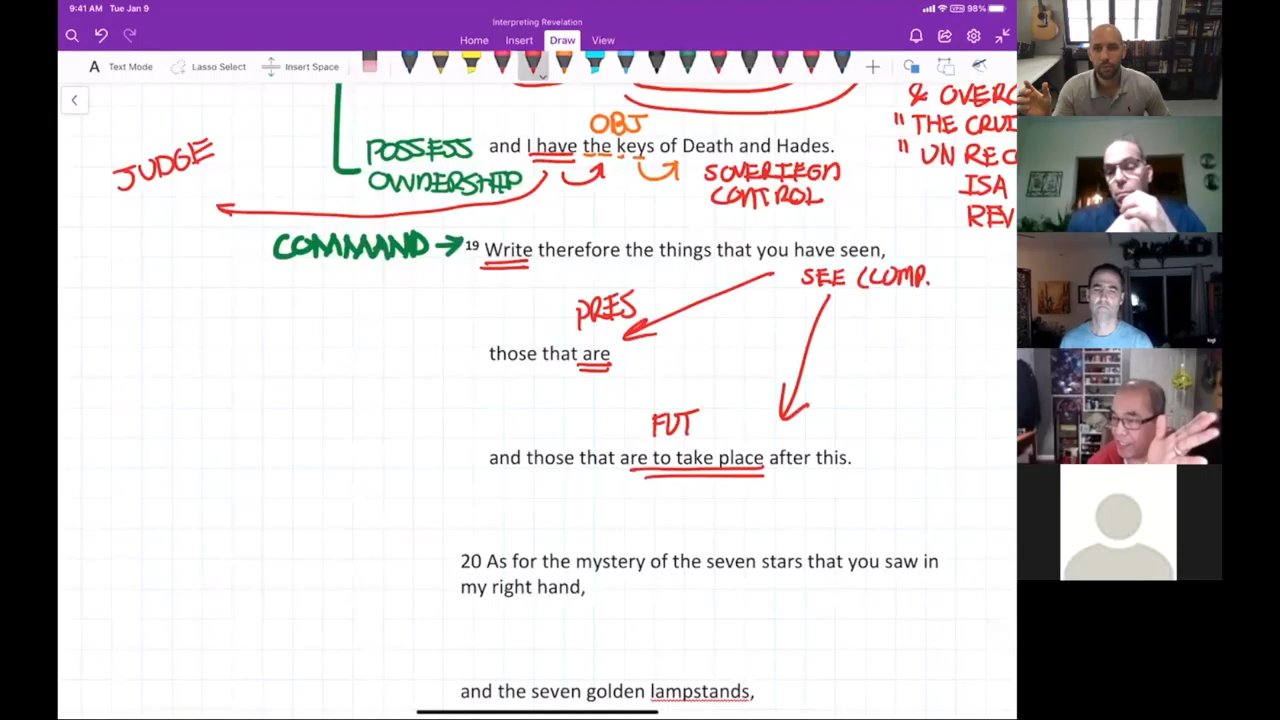 9:41 AM Tue Jan 9
98%
Interpreting Revelation
Home Insert Draw View
Text Mode Lasso Select Insert Space
& OVERC
OBJ
" THE CRUI
POSSESS and I have the keys of Death and Hades.
JUDGE
" UN REC
OWNERSHIP SOVERIEGN
CONTROL
ISA
REV
COMMAND → 19 Write therefore the things that you have seen,
SEE (COMP.
PRES
those that are
FUT
and those that are to take place after this.
20 As for the mystery of the seven stars that you saw in
my right hand,
and the seven golden lampstands,